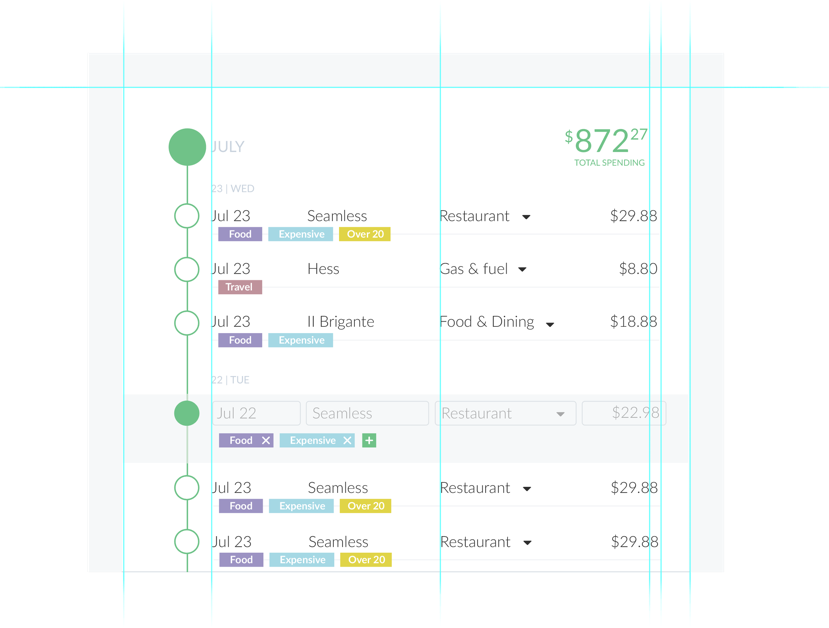 JULY $872.27
TOTAL SPENDING
23 | WED
Jul 23 Seamless Restaurant $29.88
Food Expensive Over 20
Jul 23 Hess Gas & fuel $8.80
Travel
Jul 23 Il Brigante Food & Dining $18.88
Food Expensive
22 | TUE
Jul 22 Seamless Restaurant $22.98
Food X Expensive X +
Jul 23 Seamless Restaurant $29.88
Food Expensive Over 20
Jul 23 Seamless Restaurant $29.88
Food Expensive Over 20